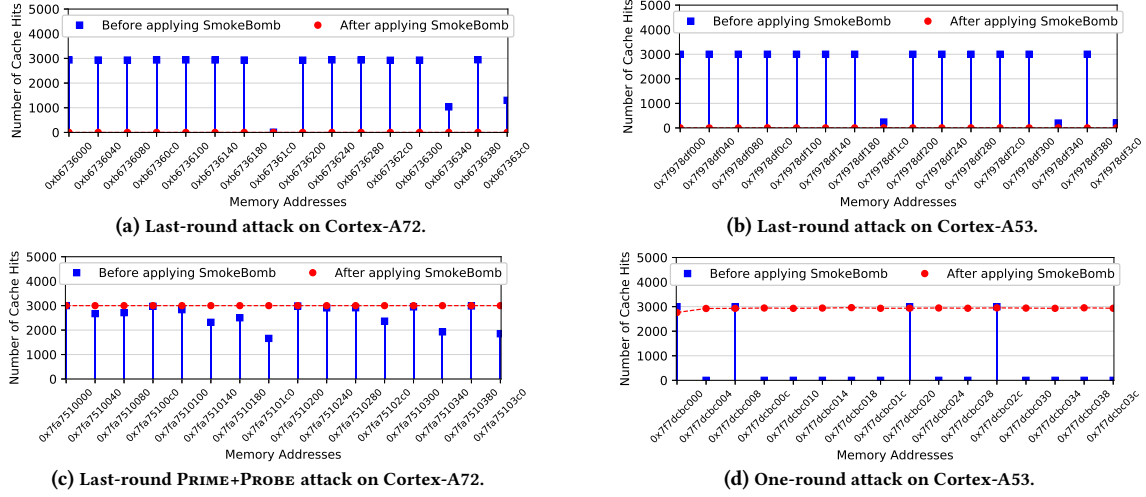 5000
4000
3000
2000
1000
0
Number of Cache Hits
Before applying SmokeBomb
After applying SmokeBomb
0xb6736000
0xb6736040
0xb6736080
0xb67360c0
0xb6736100
0xb6736140
0xb6736180
0xb67361c0
0xb6736200
0xb6736240
0xb6736280
0xb67362c0
0xb6736300
0xb6736340
0xb6736380
0xb67363c0
Memory Addresses
(a) Last-round attack on Cortex-A72.
5000
4000
3000
2000
1000
0
Number of Cache Hits
Before applying SmokeBomb
After applying SmokeBomb
0x7f978df000
0x7f978df040
0x7f978df080
0x7f978df0c0
0x7f978df100
0x7f978df140
0x7f978df180
0x7f978df1c0
0x7f978df200
0x7f978df240
0x7f978df280
0x7f978df2c0
0x7f978df300
0x7f978df340
0x7f978df380
0x7f978df3c0
Memory Addresses
(b) Last-round attack on Cortex-A53.
5000
4000
3000
2000
1000
0
Number of Cache Hits
Before applying SmokeBomb
After applying SmokeBomb
0x7fa7510000
0x7fa7510040
0x7fa7510080
0x7fa75100c0
0x7fa7510100
0x7fa7510140
0x7fa7510180
0x7fa75101c0
0x7fa7510200
0x7fa7510240
0x7fa7510280
0x7fa75102c0
0x7fa7510300
0x7fa7510340
0x7fa7510380
0x7fa75103c0
Memory Addresses
(c) Last-round PRIME+PROBE attack on Cortex-A72.
5000
4000
3000
2000
1000
0
Number of Cache Hits
Before applying SmokeBomb
After applying SmokeBomb
0x7f7dcbc000
0x7f7dcbc004
0x7f7dcbc008
0x7f7dcbc00c
0x7f7dcbc010
0x7f7dcbc014
0x7f7dcbc018
0x7f7dcbc01c
0x7f7dcbc020
0x7f7dcbc024
0x7f7dcbc028
0x7f7dcbc02c
0x7f7dcbc030
0x7f7dcbc034
0x7f7dcbc038
0x7f7dcbc03c
Memory Addresses
(d) One-round attack on Cortex-A53.